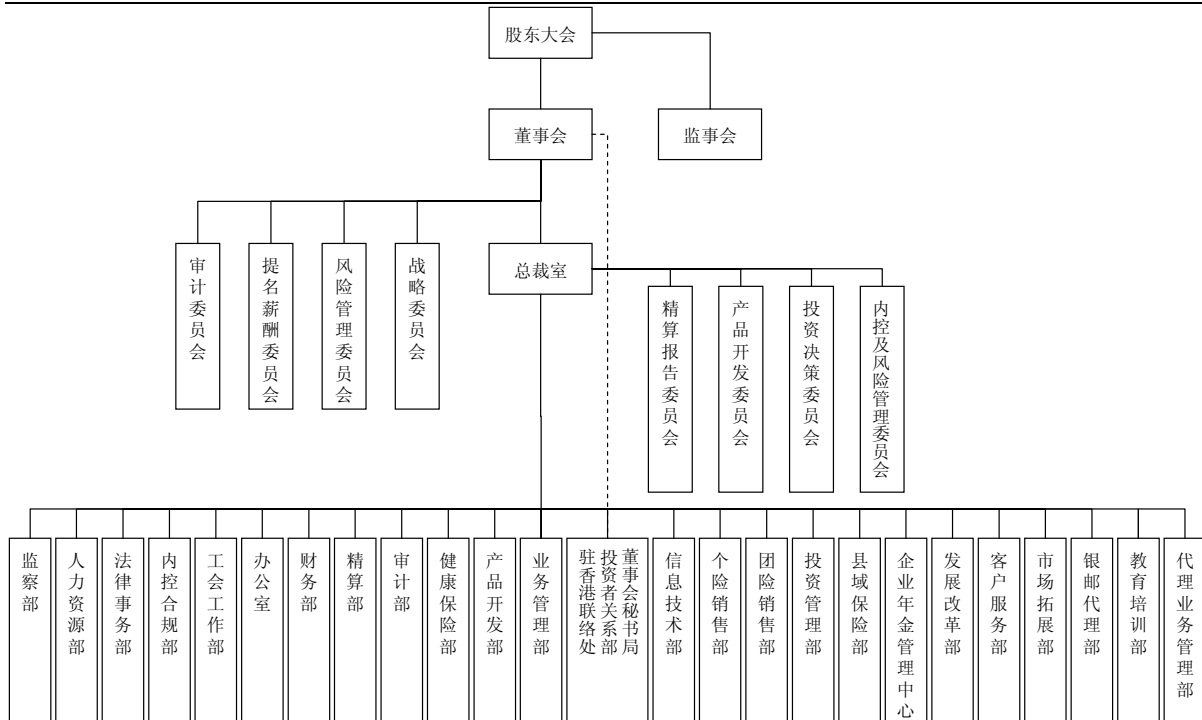 股东大会
董事会
监事会
审计委员会
提名薪酬委员会
风险管理委员会
战略委员会
总裁室
精算报告委员会
产品开发委员会
投资决策委员会
内控及风险管理委员会
监察部
人力资源部
法律事务部
内控合规部
工会工作部
办公室
财务部
精算部
审计部
健康保险部
产品开发部
业务管理部
董事会秘书局
投资者关系部
驻香港联络处
信息技术部
个险销售部
团险销售部
投资管理部
县域保险部
企业年金管理中心
发展改革部
客户服务部
市场拓展部
银邮代理部
教育培训部
代理业务管理部